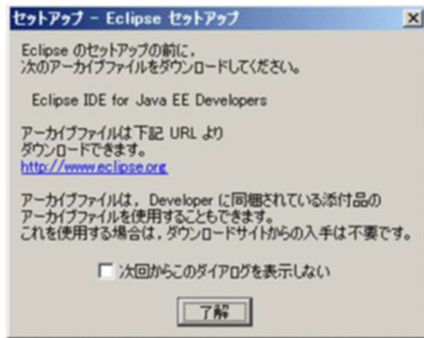 セットアップ - Eclipse セットアップ
Eclipse のセットアップの前に,
次のアーカイブファイルをダウンロードしてください。
Eclipse IDE for Java EE Developers
アーカイブファイルは下記 URL より
ダウンロードできます。
http://www.eclipse.org
アーカイブファイルは, Developer に同梱されている添付品の
アーカイブファイルを使用することもできます。
これを使用する場合は, ダウンロードサイトからの入手は不要です。
次回からこのダイアログを表示しない
了解